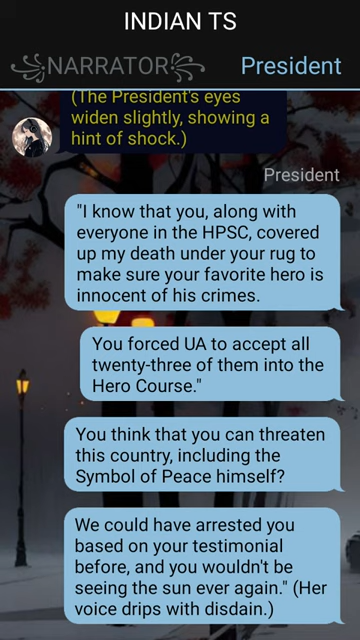 INDIAN TS
NARRATOR
President
(The President's eyes
widen slightly, showing a
hint of shock.)
President
"I know that you, along with
everyone in the HPSC, covered
up my death under your rug to
make sure your favorite hero is
innocent of his crimes.
You forced UA to accept all
twenty-three of them into the
Hero Course."
You think that you can threaten
this country, including the
Symbol of Peace himself?
We could have arrested you
based on your testimonial
before, and you wouldn't be
seeing the sun ever again." (Her
voice drips with disdain.)